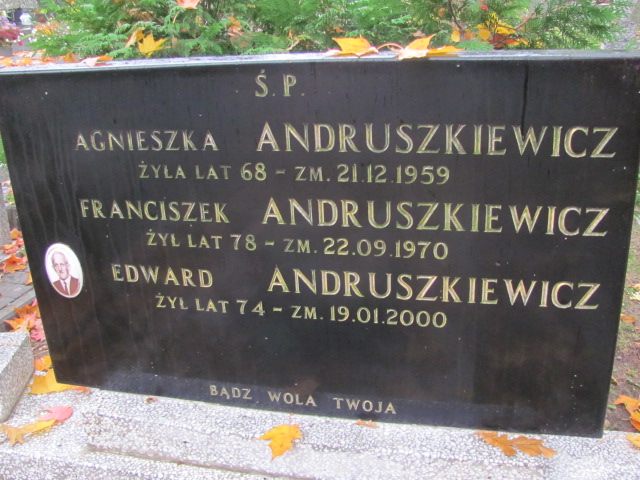 Ś. P.
AGNIESZKA ANDRUSZKIEWICZ
ŻYŁA LAT 68 – ZM. 21.12.1959
FRANCISZEK ANDRUSZKIEWICZ
ŻYŁ LAT 78 – ZM. 22.09.1970
EDWARD ANDRUSZKIEWICZ
ŻYŁ LAT 74 – ZM. 19.01.2000
BĄDZ WOLA TWOJA